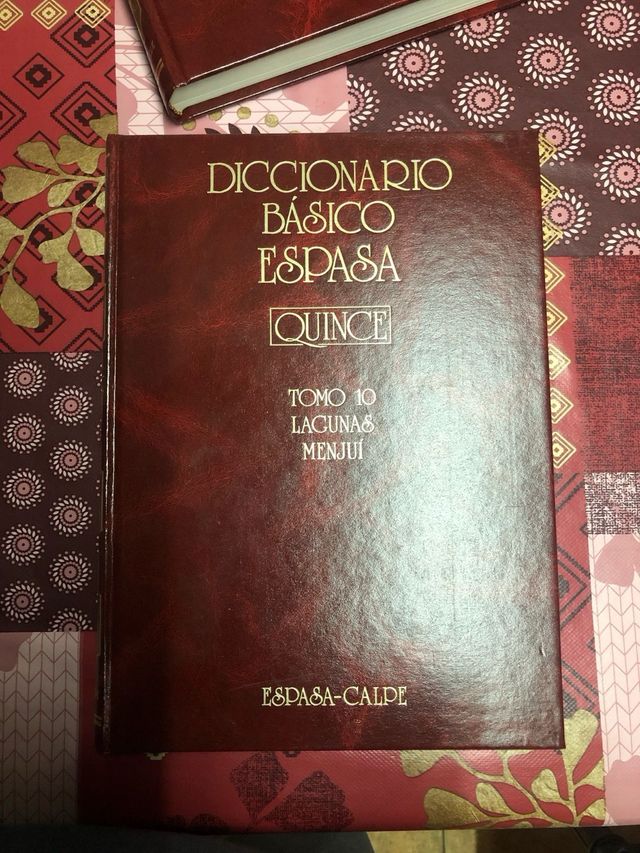 DICCIONARIO
BÁSICO
ESPASA
QUINCE
TOMO 10
LAGUNAS
MENJUÍ
ESPASA-CALPE